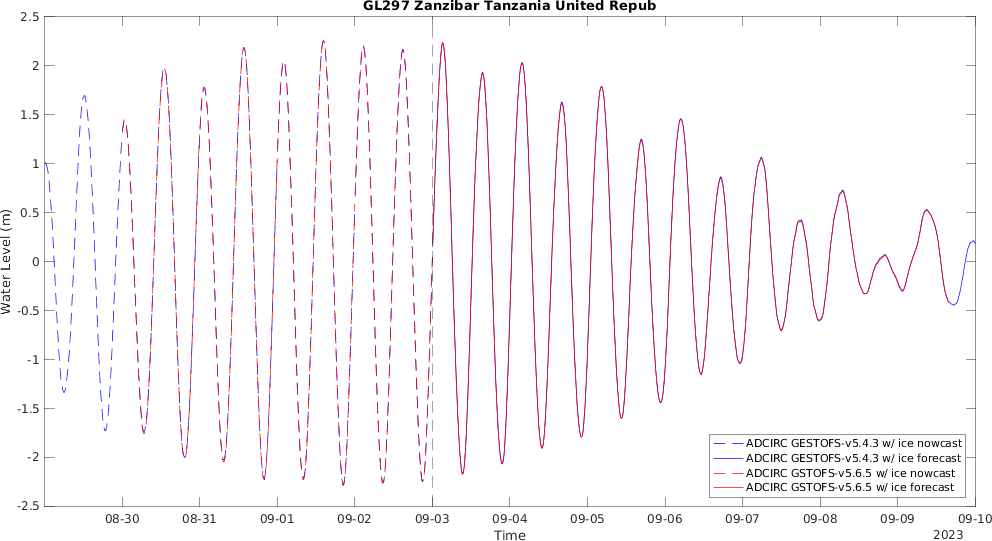 GL297 Zanzibar Tanzania United Repub
2.5
2
1.5
1
0.5
0
-0.5
-1
-1.5
-2
-2.5
Water Level (m)
08-30 08-31 09-01 09-02 09-03 09-04 09-05 09-06 09-07 09-08 09-09 09-10
Time
2023
ADCIRC GESTOFS-v5.4.3 w/ ice nowcast
ADCIRC GESTOFS-v5.4.3 w/ ice forecast
ADCIRC GSTOFS-v5.6.5 w/ ice nowcast
ADCIRC GSTOFS-v5.6.5 w/ ice forecast